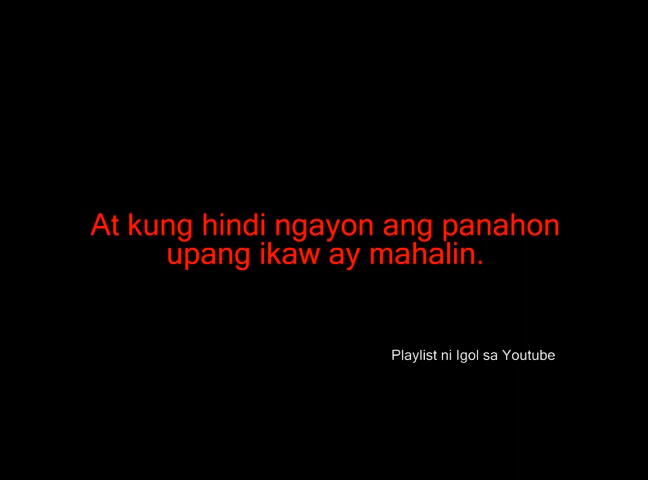 At kung hindi ngayon ang panahon
upang ikaw ay mahalin.
Playlist ni Igol sa Youtube